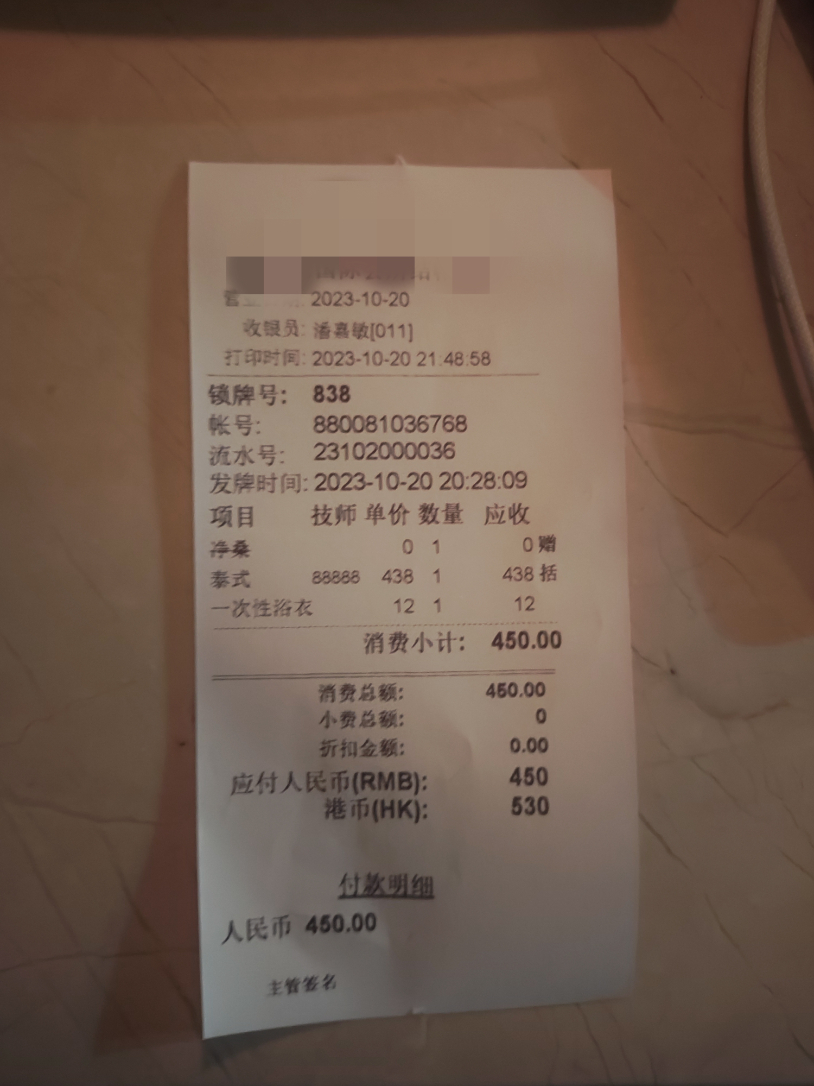 2023-10-20
收银员: 潘嘉敏[011]
打印时间: 2023-10-20 21:48:58
锁牌号: 838
帐号: 880081036768
流水号: 23102000036
发牌时间: 2023-10-20 20:28:09
项目 技师 单价 数量 应收
净桑 0 1 0 赠
泰式 88888 438 1 438 括
一次性浴衣 12 1 12
消费小计: 450.00
消费总额: 450.00
小费总额: 0
折扣金额: 0.00
应付人民币(RMB): 450
港币(HK): 530
付款明细
人民币 450.00
主管签名